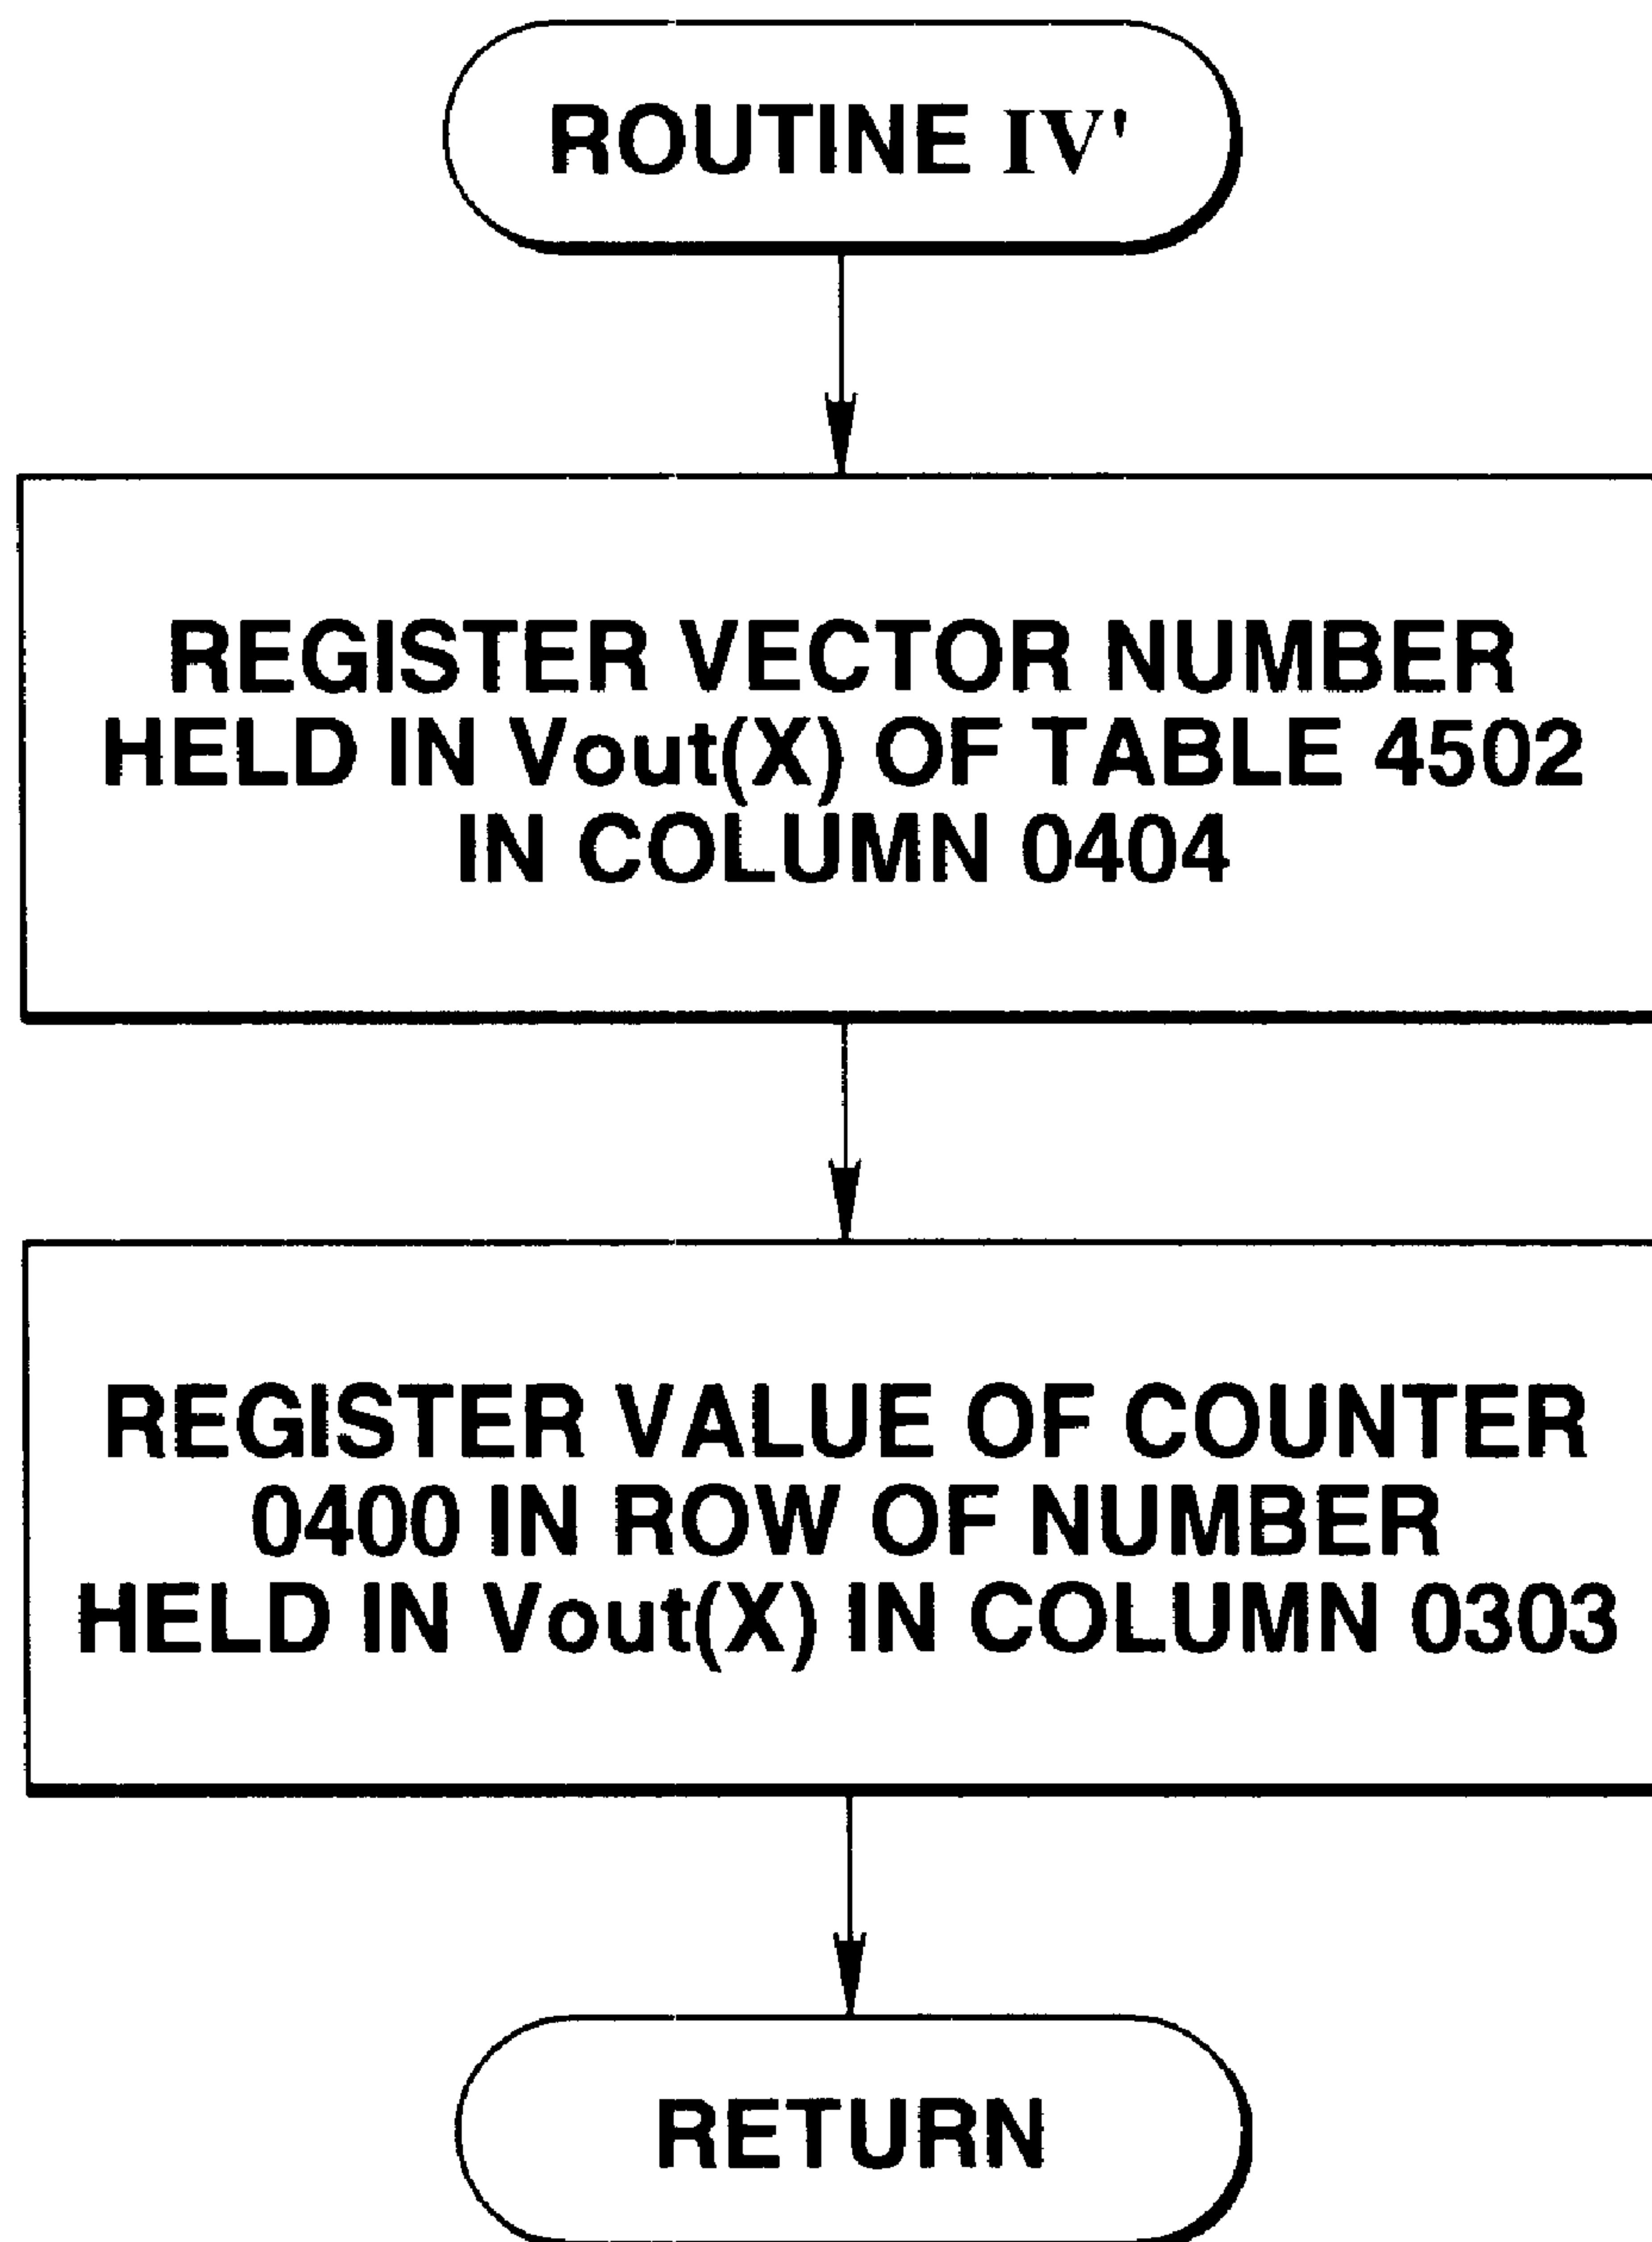 ROUTINE IV'
REGISTER VECTOR NUMBER
HELD IN Vout(X) OF TABLE 4502
IN COLUMN 0404
REGISTER VALUE OF COUNTER
0400 IN ROW OF NUMBER
HELD IN Vout(X) IN COLUMN 0303
RETURN